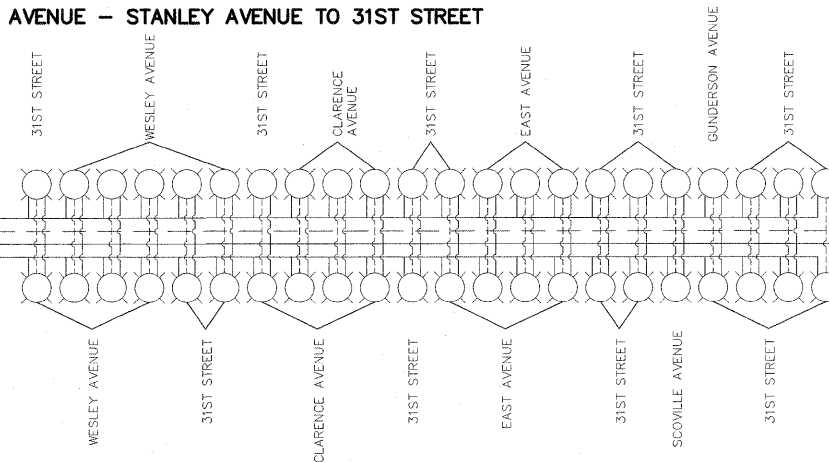 AVENUE – STANLEY AVENUE TO 31ST STREET
31ST STREET
WESLEY AVENUE
31ST STREET
CLARENCE
AVENUE
31ST STREET
EAST AVENUE
31ST STREET
GUNDERSON AVENUE
31ST STREET
WESLEY AVENUE
31ST STREET
CLARENCE AVENUE
31ST STREET
EAST AVENUE
31ST STREET
SCOVILLE AVENUE
31ST STREET